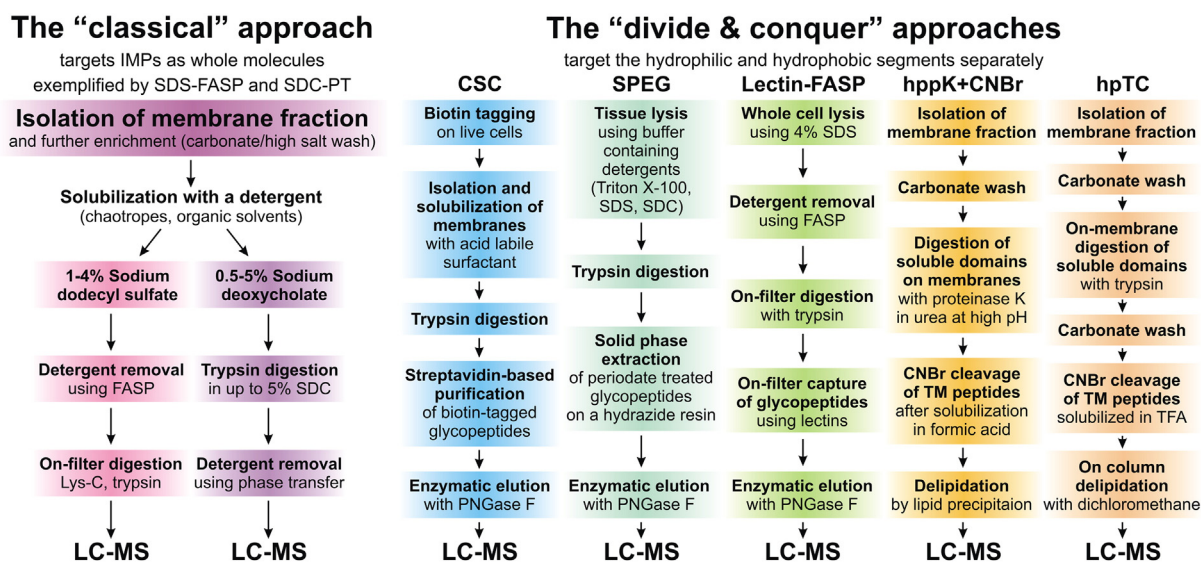 The “classical” approach
targets IMPs as whole molecules
exemplified by SDS-FASP and SDC-PT
Isolation of membrane fraction
and further enrichment (carbonate/high salt wash)
Solubilization with a detergent
(chaotropes, organic solvents)
1-4% Sodium
dodecyl sulfate
Detergent removal
using FASP
On-filter digestion
Lys-C, trypsin
LC-MS
0.5-5% Sodium
deoxycholate
Trypsin digestion
in up to 5% SDC
Detergent removal
using phase transfer
LC-MS
The “divide & conquer” approaches
target the hydrophilic and hydrophobic segments separately
CSC
Biotin tagging
on live cells
Isolation and
solubilization of
membranes
with acid labile
surfactant
Trypsin digestion
Streptavidin-based
purification
of biotin-tagged
glycopeptides
Enzymatic elution
with PNGase F
LC-MS
SPEG
Tissue lysis
using buffer
containing
detergents
(Triton X-100,
SDS, SDC)
Trypsin digestion
Solid phase
extraction
of periodate treated
glycopeptides
on a hydrazide resin
Enzymatic elution
with PNGase F
LC-MS
Lectin-FASP
Whole cell lysis
using 4% SDS
Detergent removal
using FASP
On-filter digestion
with trypsin
On-filter capture
of glycopeptides
using lectins
Enzymatic elution
with PNGase F
LC-MS
hppK+CNBr
Isolation of
membrane fraction
Carbonate wash
Digestion of
soluble domains
on membranes
with proteinase K
in urea at high pH
CNBr cleavage
of TM peptides
after solubilization
in formic acid
Delipidation
by lipid precipitaion
LC-MS
hpTC
Isolation of
membrane fraction
Carbonate wash
On-membrane
digestion of
soluble domains
with trypsin
Carbonate wash
CNBr cleavage
of TM peptides
solubilized in TFA
On column
delipidation
with dichloromethane
LC-MS